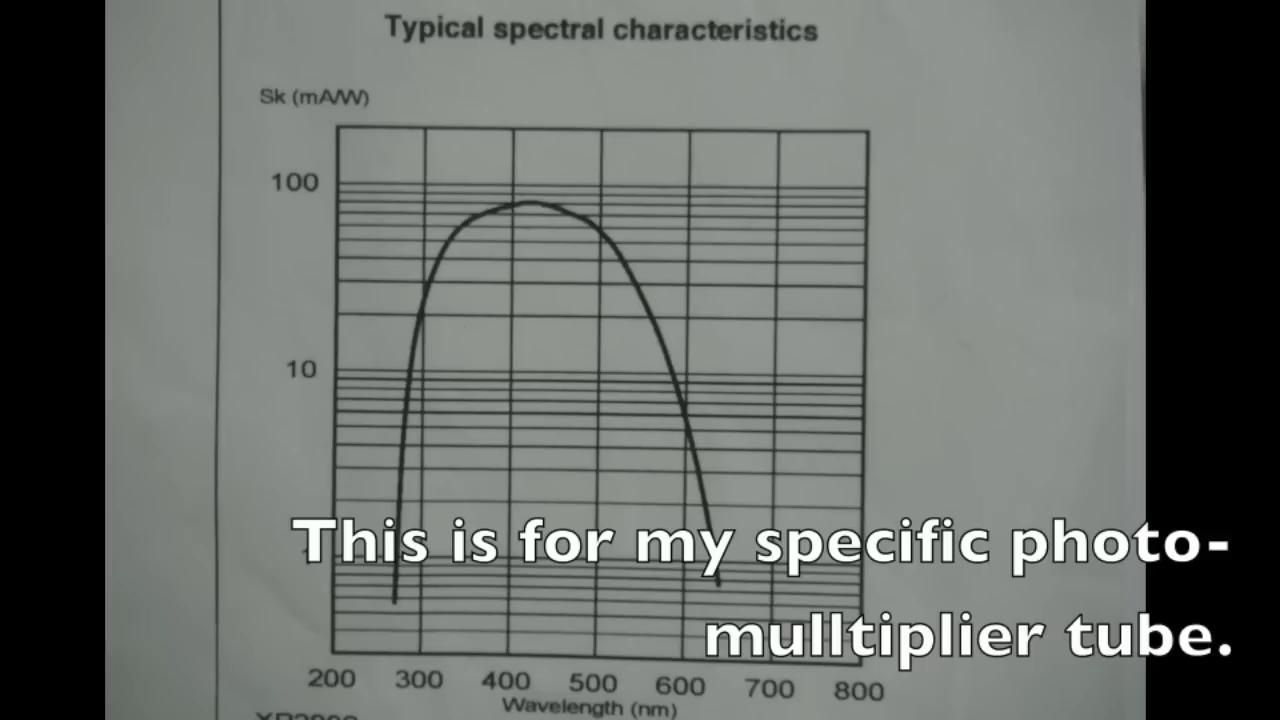 Typical spectral characteristics
Sk (mA/W)
100
10
This is for my specific photo-
mulltiplier tube.
200 300 400 500 600 700 800
Wavelength (nm)